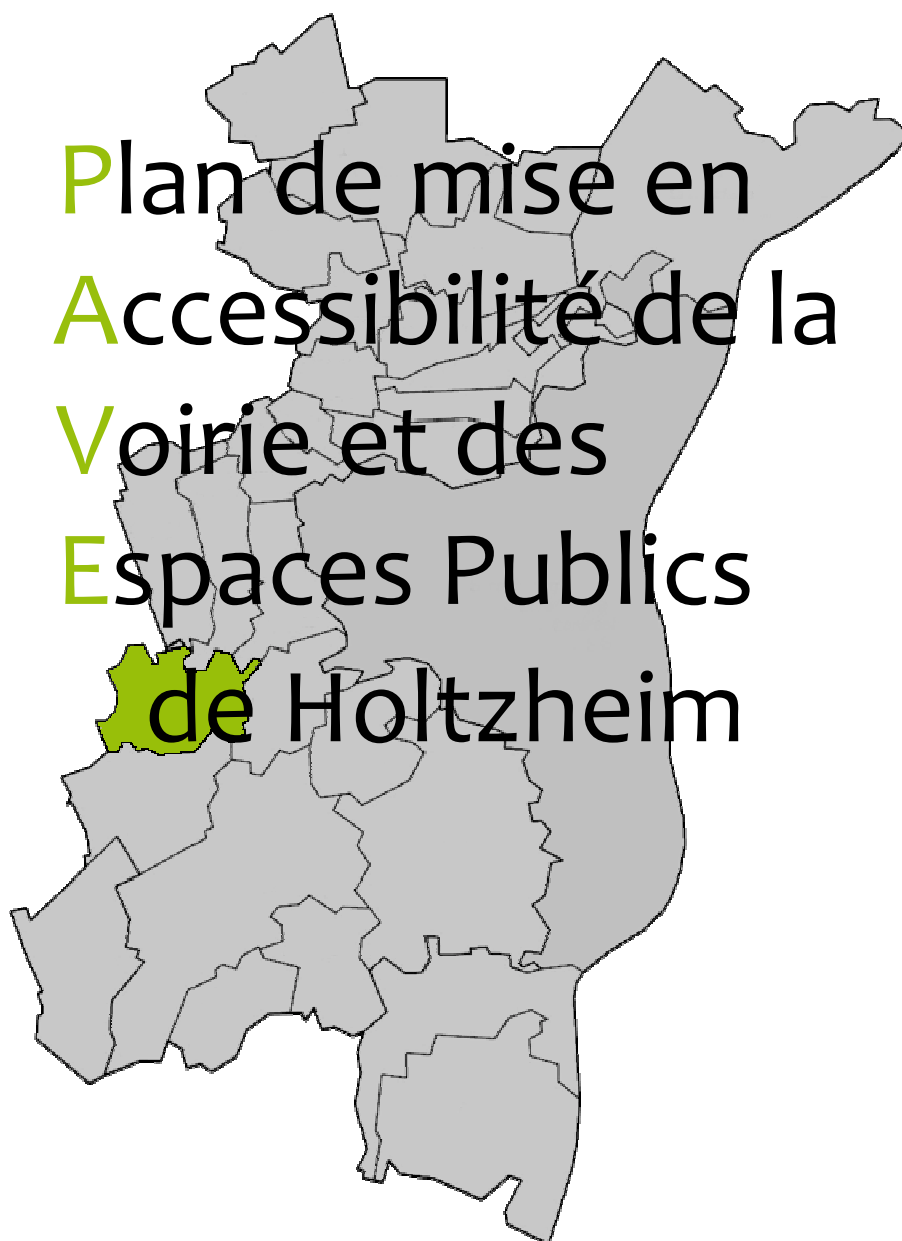 Plan de mise en
Accessibilité de la
Voirie et des
Espaces Publics
de Holtzheim